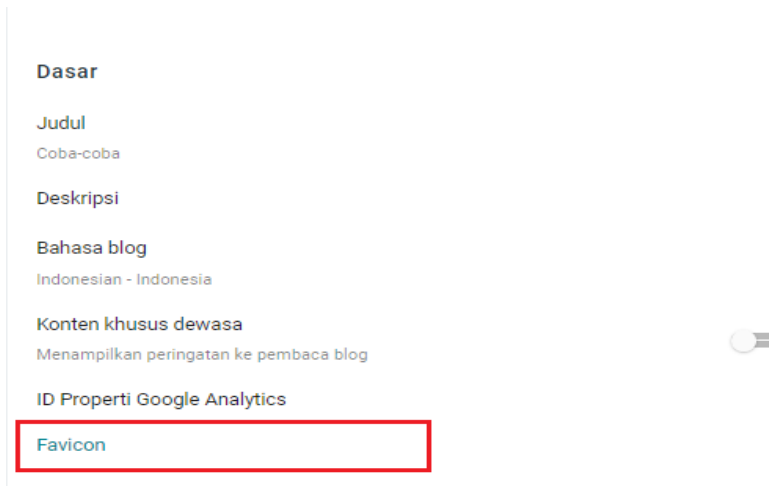 Dasar
Judul
Coba-coba
Deskripsi
Bahasa blog
Indonesian - Indonesia
Konten khusus dewasa
Menampilkan peringatan ke pembaca blog
ID Properti Google Analytics
Favicon